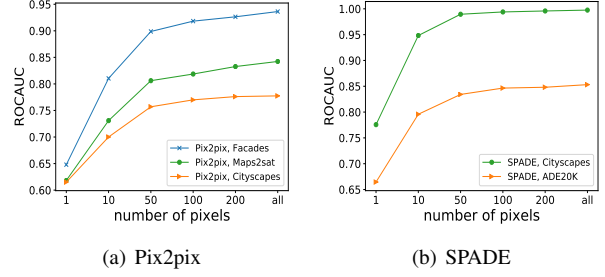 0.95
0.90
0.85
0.80
0.75
0.70
0.65
0.60
ROCAUC
Pix2pix, Facades
Pix2pix, Maps2sat
Pix2pix, Cityscapes
1 10 50 100 200 all
number of pixels
(a) Pix2pix
1.00
0.95
0.90
0.85
0.80
0.75
0.70
0.65
ROCAUC
SPADE, Cityscapes
SPADE, ADE20K
1 10 50 100 200 all
number of pixels
(b) SPADE